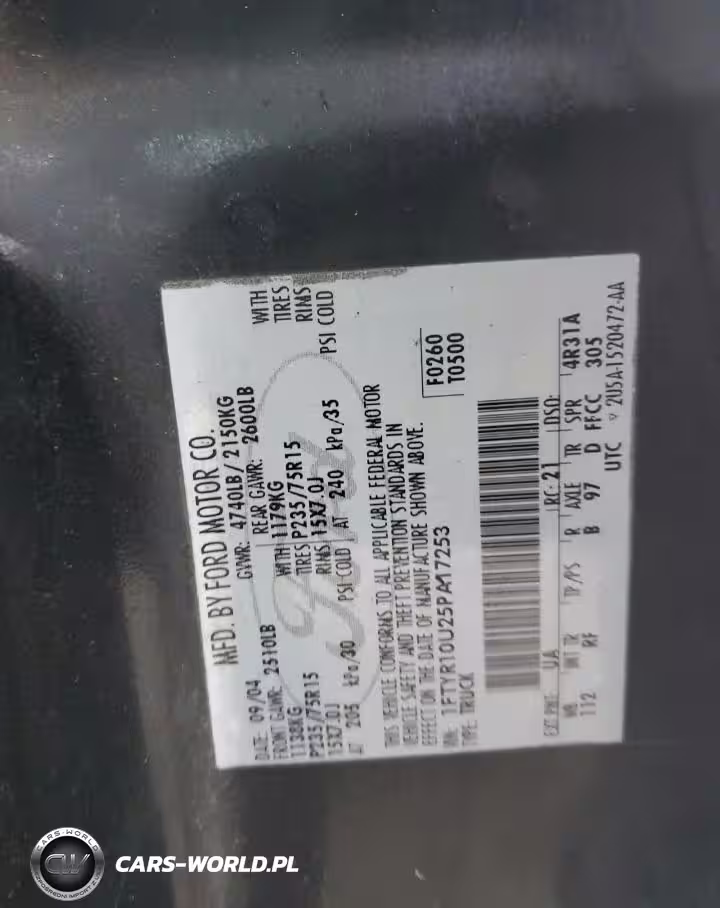 MFD. BY FORD MOTOR CO.
DATE: 09/04 GVWR: 4740LB / 2150KG
FRONT GAWR: 2510LB REAR GAWR: 2600LB
1138KG WITH 1179KG WITH
P235/75R15 TIRES P235/75R15 TIRES
15X7.0J RIMS 15X7.0J RIMS
AT 205 kPa/30 PSI COLD AT 240 kPa/35 PSI COLD
THIS VEHICLE CONFORMS TO ALL APPLICABLE FEDERAL MOTOR
VEHICLE SAFETY AND THEFT PREVENTION STANDARDS IN
EFFECT ON THE DATE OF MANUFACTURE SHOWN ABOVE.
VIN: 1FTYR10U25PA17253
TYPE: TRUCK
F0260
T0500
EXT PNT: UA RC: 21 DSO:
WB INT TR TP/PS R AXLE TR SPR 4R31A
112 RF B 97 D FFCC 305
UTC 2U5A-1520472-AA
CARS-WORLD
CW
CARS-WORLD.PL